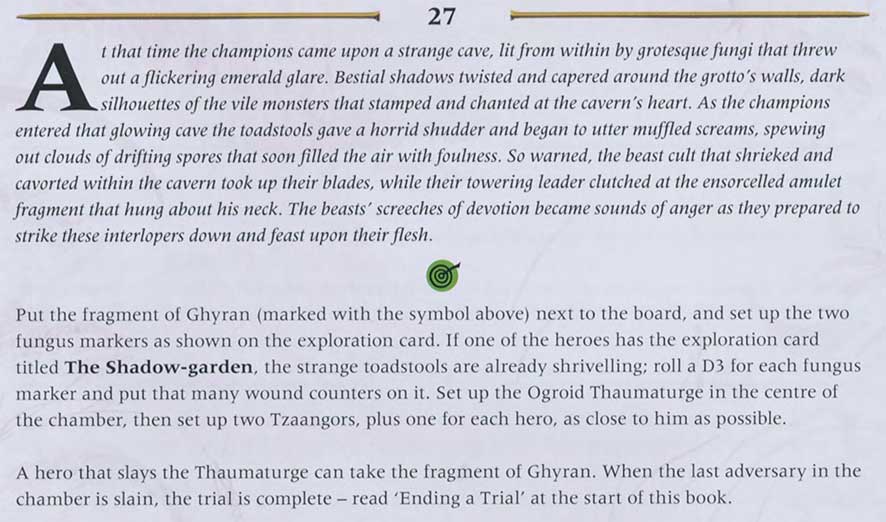 27
At that time the champions came upon a strange cave, lit from within by grotesque fungi that threw
out a flickering emerald glare. Bestial shadows twisted and capered around the grotto's walls, dark
silhouettes of the vile monsters that stamped and chanted at the cavern's heart. As the champions
entered that glowing cave the toadstools gave a horrid shudder and began to utter muffled screams, spewing
out clouds of drifting spores that soon filled the air with foulness. So warned, the beast cult that shrieked and
cavorted within the cavern took up their blades, while their towering leader clutched at the ensorcelled amulet
fragment that hung about his neck. The beasts' screeches of devotion became sounds of anger as they prepared to
strike these interlopers down and feast upon their flesh.
Put the fragment of Ghyran (marked with the symbol above) next to the board, and set up the two
fungus markers as shown on the exploration card. If one of the heroes has the exploration card
titled The Shadow-garden, the strange toadstools are already shrivelling; roll a D3 for each fungus
marker and put that many wound counters on it. Set up the Ogroid Thaumaturge in the centre of
the chamber, then set up two Tzaangors, plus one for each hero, as close to him as possible.
A hero that slays the Thaumaturge can take the fragment of Ghyran. When the last adversary in the
chamber is slain, the trial is complete – read 'Ending a Trial' at the start of this book.